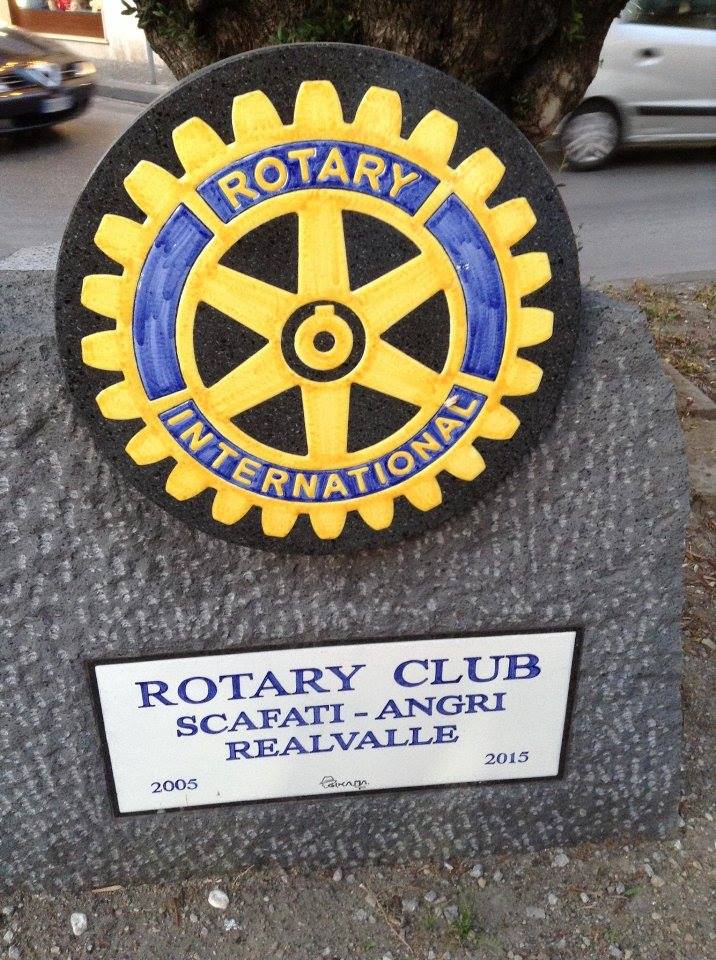 ROTARY
INTERNATIONAL
ROTARY CLUB
SCAFATI - ANGRI
REALVALLE
2005
2015